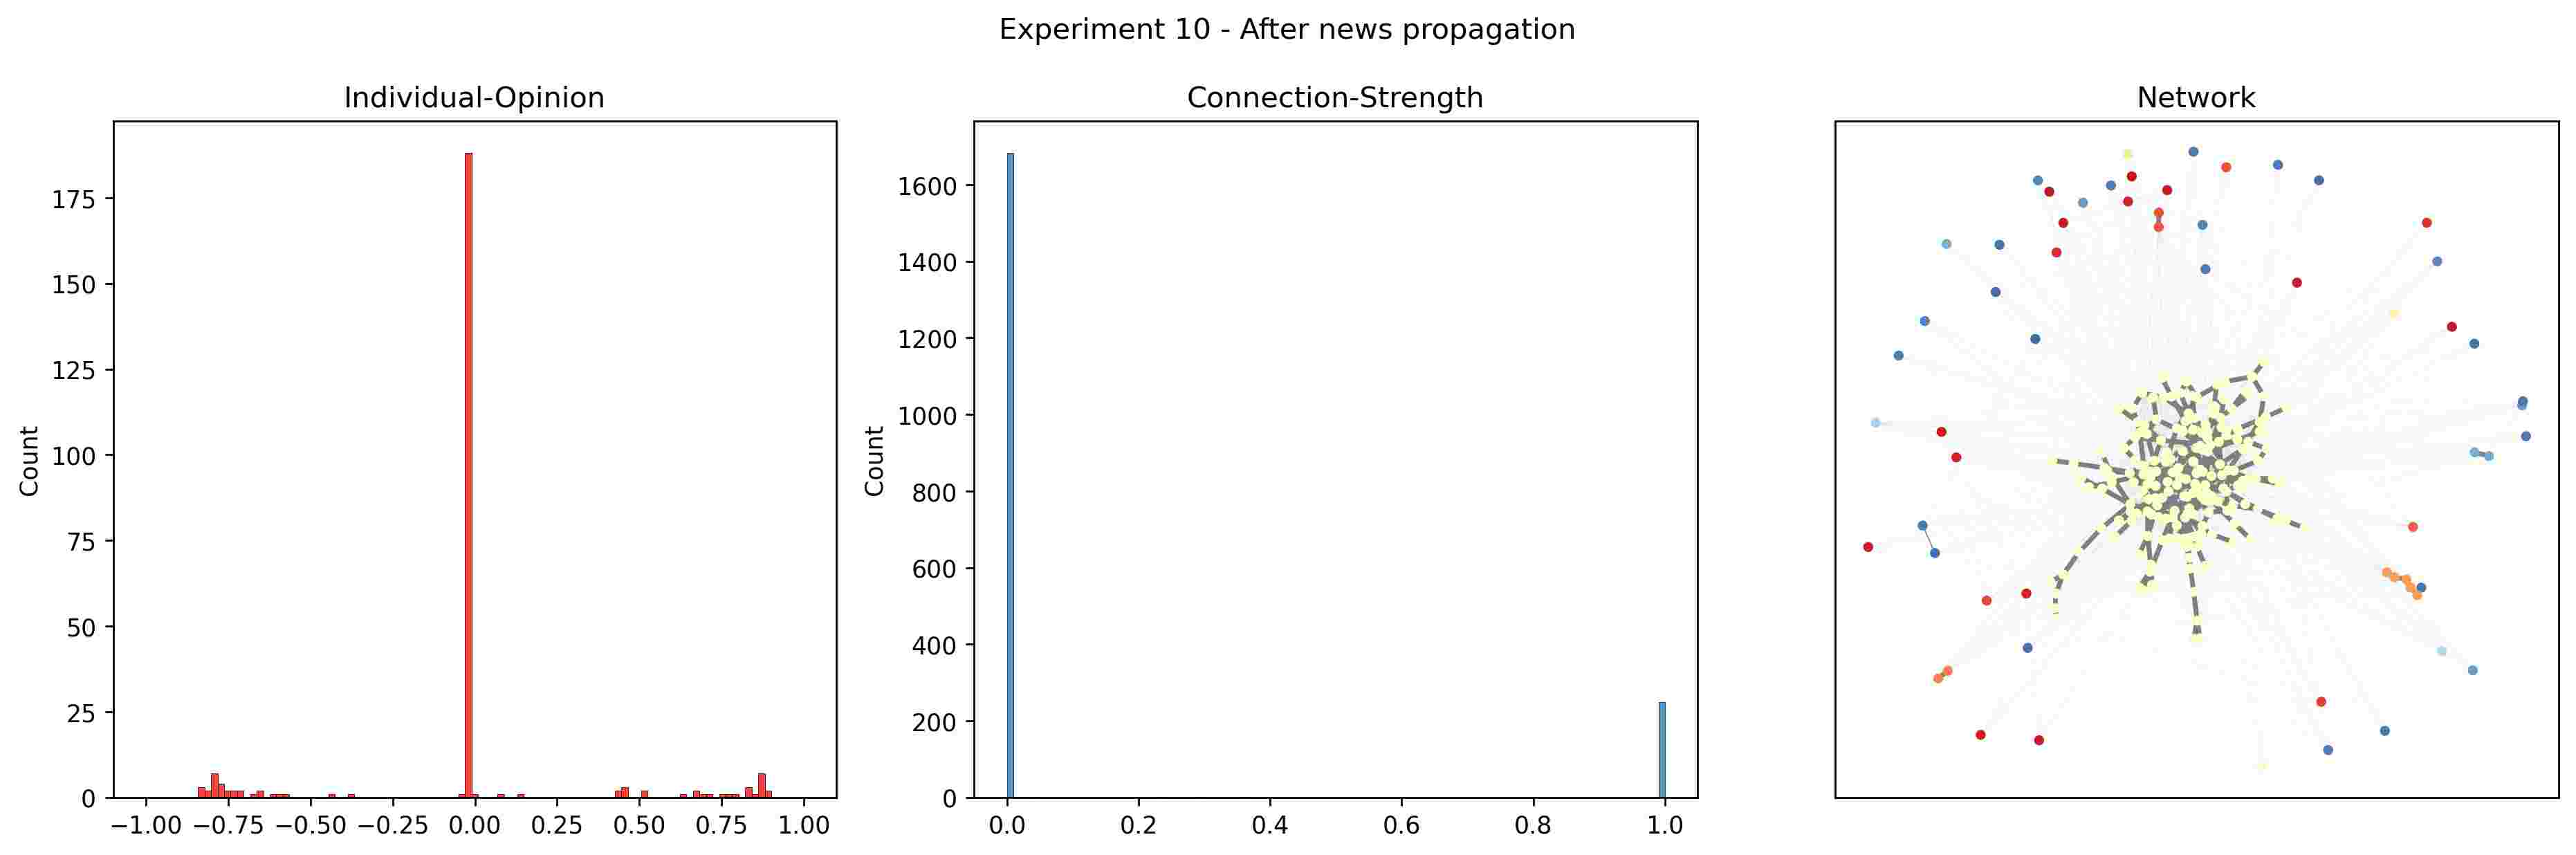 Experiment 10 - After news propagation
Individual-Opinion
Count
175
150
125
100
75
50
25
0
−1.00 −0.75 −0.50 −0.25 0.00 0.25 0.50 0.75 1.00
Connection-Strength
Count
1600
1400
1200
1000
800
600
400
200
0
0.0 0.2 0.4 0.6 0.8 1.0
Network